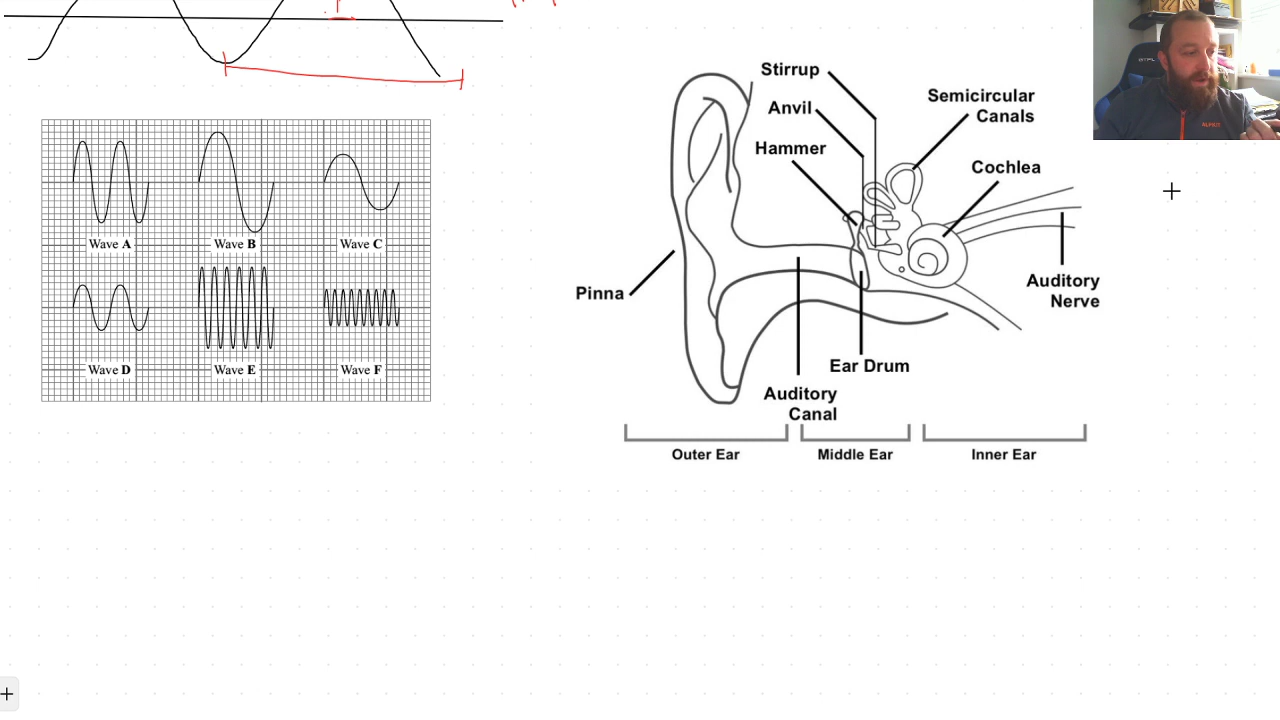 Stirrup
Anvil
Hammer
Semicircular
Canals
Cochlea
Pinna
Auditory
Nerve
Ear Drum
Auditory
Canal
Outer Ear
Middle Ear
Inner Ear
Wave A
Wave B
Wave C
Wave D
Wave E
Wave F